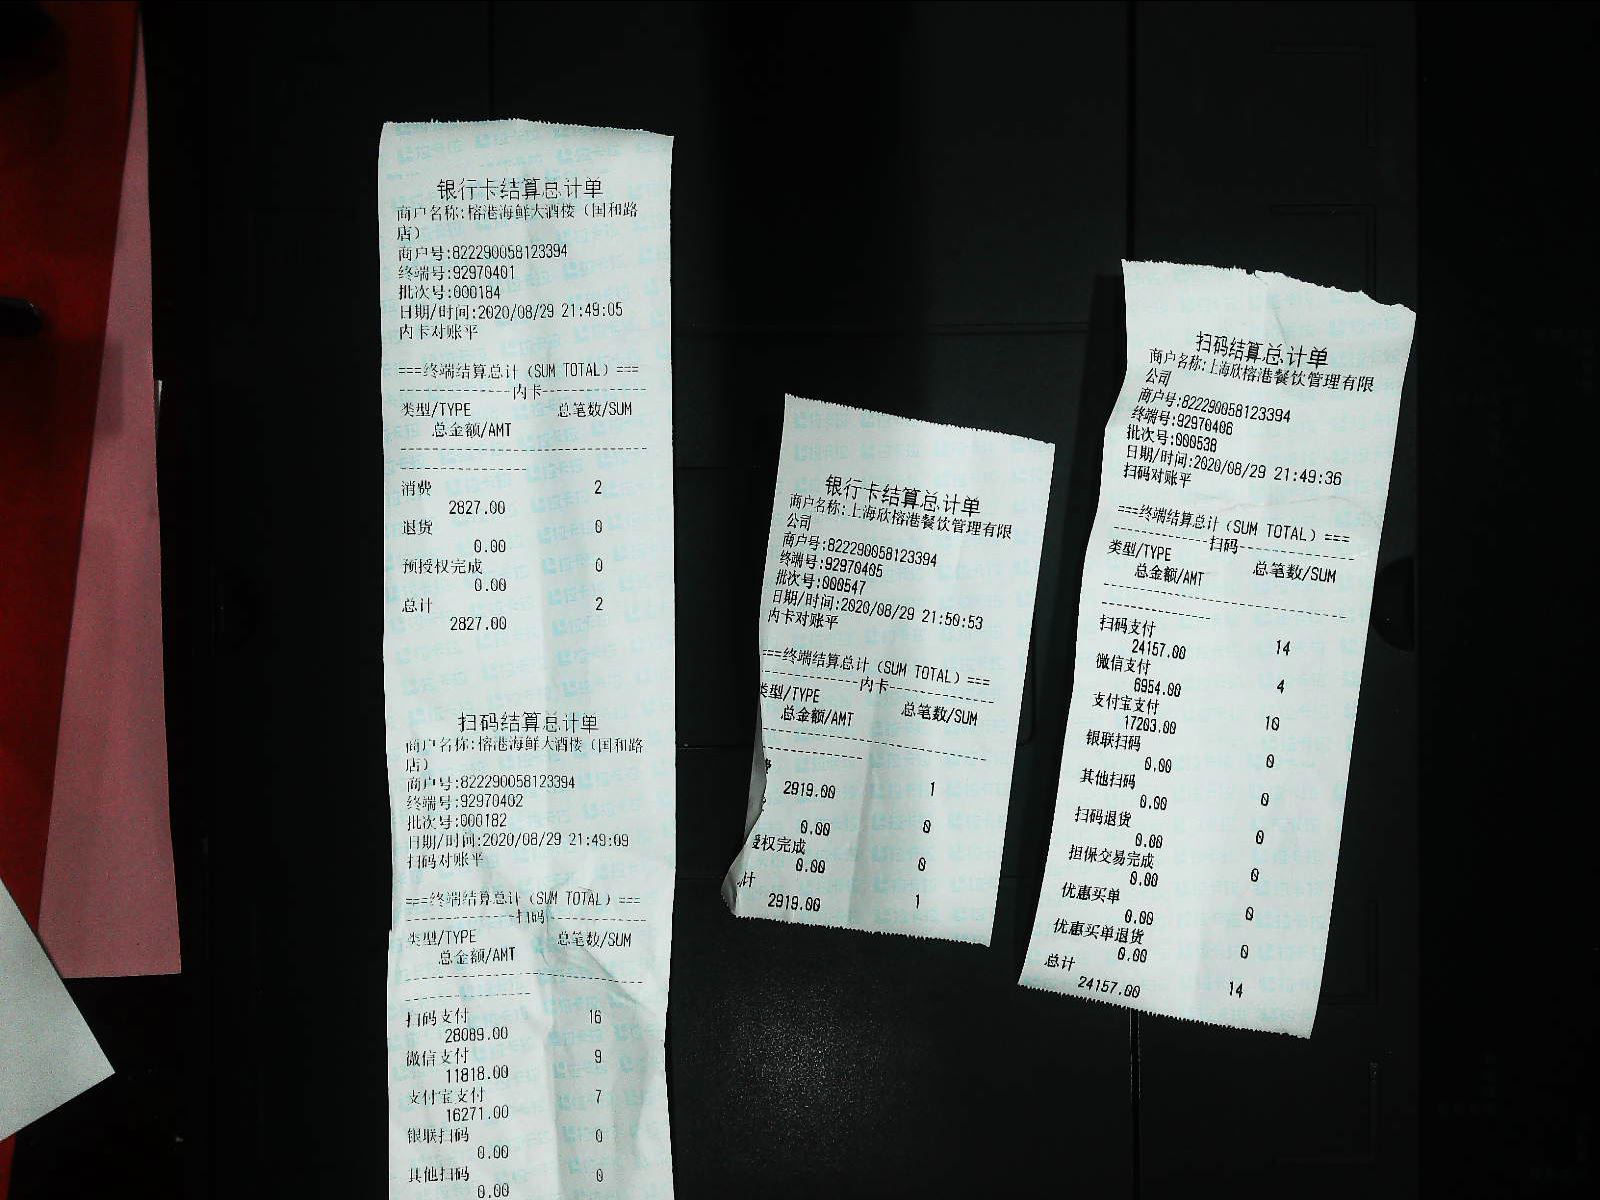 银行卡结算总计单
商户名称:榕港海鲜大酒楼（国和路
店）
商户号:822290058123394
终端号:92970401
批次号:000184
日期/时间:2020/08/29 21:49:05
内卡对账平
===终端结算总计（SUM TOTAL）===
内卡
类型/TYPE 总笔数/SUM
总金额/AMT
消费 2
2827.00
退货 0
0.00
预授权完成 0
0.00
总计 2
2827.00
扫码结算总计单
商户名称:榕港海鲜大酒楼（国和路
店）
商户号:822290058123394
终端号:92970402
批次号:000182
日期/时间:2020/08/29 21:49:09
扫码对账平
===终端结算总计（SUM TOTAL）===
扫码
类型/TYPE 总笔数/SUM
总金额/AMT
扫码支付 16
28089.00
微信支付 9
11818.00
支付宝支付 7
16271.00
银联扫码 0
0.00
其他扫码 0
0.00
银行卡结算总计单
商户名称:上海欣榕港餐饮管理有限
公司
商户号:822290058123394
终端号:92970405
批次号:000547
日期/时间:2020/08/29 21:50:53
内卡对账平
===终端结算总计（SUM TOTAL）===
内卡
类型/TYPE 总笔数/SUM
总金额/AMT
2919.00 1
0.00 0
授权完成
0.00 0
计
2919.00 1
扫码结算总计单
商户名称:上海欣榕港餐饮管理有限
公司
商户号:822290058123394
终端号:92970406
批次号:000538
日期/时间:2020/08/29 21:49:36
扫码对账平
===终端结算总计（SUM TOTAL）===
扫码
类型/TYPE 总笔数/SUM
总金额/AMT
扫码支付 14
24157.00
微信支付 4
6954.00
支付宝支付 10
17203.00
银联扫码 0
0.00
其他扫码 0
0.00
扫码退货 0
0.00
担保交易完成 0
0.00
优惠买单 0
0.00
优惠买单退货 0
0.00
总计 14
24157.00